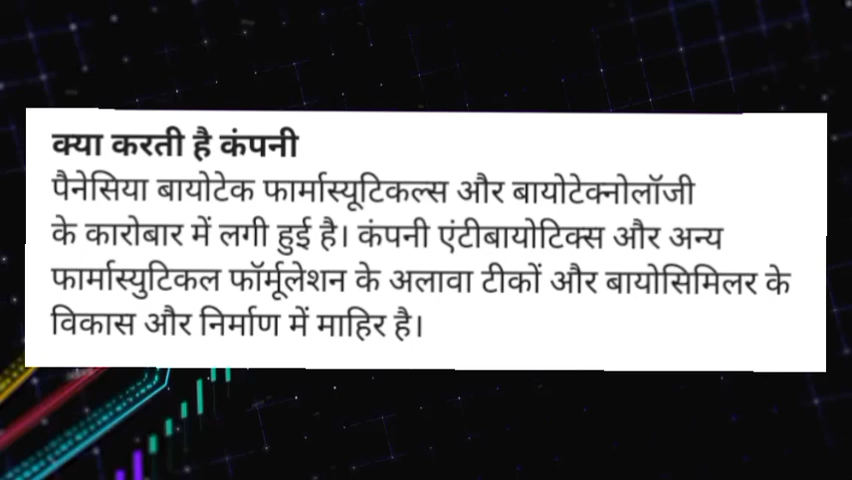 क्या करती है कंपनी
पैनेसिया बायोटेक फार्मास्यूटिकल्स और बायोटेक्नोलॉजी
के कारोबार में लगी हुई है। कंपनी एंटीबायोटिक्स और अन्य
फार्मास्युटिकल फॉर्मूलेशन के अलावा टीकों और बायोसिमिलर के
विकास और निर्माण में माहिर है।